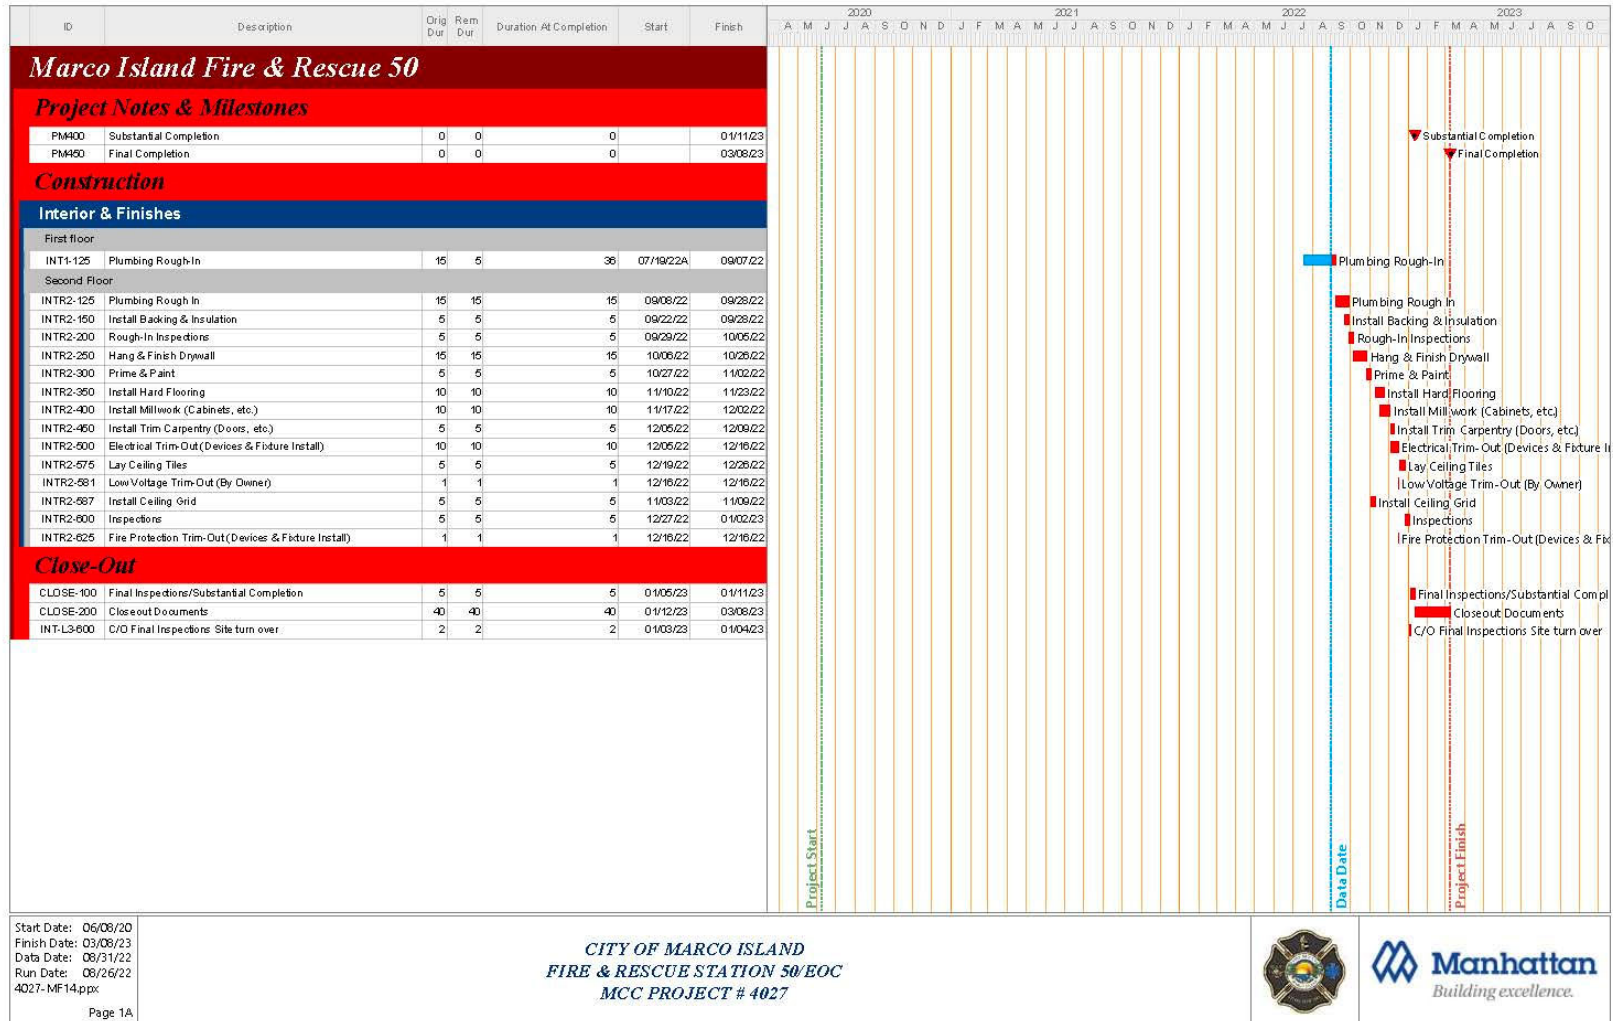 2020 2021 2022 2023
ID Description Orig Dur Rem Dur Duration At Completion Start Finish A M J J A S O N D J F M A M J J A S O N D J F M A M J J A S O N D J F M A M J J A S O
Marco Island Fire & Rescue 50
Project Notes & Milestones
PM400 Substantial Completion 0 0 0 01/11/23 Substantial Completion
PM450 Final Completion 0 0 0 03/08/23 Final Completion
Construction
Interior & Finishes
First floor
INT1-125 Plumbing Rough-In 15 5 36 07/19/22A 09/07/22 Plumbing Rough-In
Second Floor
INTR2-125 Plumbing Rough In 15 15 15 09/08/22 09/28/22 Plumbing Rough In
INTR2-150 Install Backing & Insulation 5 5 5 09/22/22 09/28/22 Install Backing & Insulation
INTR2-200 Rough-In Inspections 5 5 5 09/29/22 10/05/22 Rough-In Inspections
INTR2-250 Hang & Finish Drywall 15 15 15 10/06/22 10/26/22 Hang & Finish Drywall
INTR2-300 Prime & Paint 5 5 5 10/27/22 11/02/22 Prime & Paint
INTR2-350 Install Hard Flooring 10 10 10 11/10/22 11/23/22 Install Hard Flooring
INTR2-400 Install Millwork (Cabinets, etc.) 10 10 10 11/17/22 12/02/22 Install Millwork (Cabinets, etc.)
INTR2-450 Install Trim Carpentry (Doors, etc.) 5 5 5 12/05/22 12/09/22 Install Trim Carpentry (Doors, etc.)
INTR2-500 Electrical Trim-Out (Devices & Fixture Install) 10 10 10 12/05/22 12/16/22 Electrical Trim-Out (Devices & Fixture I
INTR2-575 Lay Ceiling Tiles 5 5 5 12/19/22 12/26/22 Lay Ceiling Tiles
INTR2-581 Low Voltage Trim-Out (By Owner) 1 1 1 12/16/22 12/16/22 Low Voltage Trim-Out (By Owner)
INTR2-587 Install Ceiling Grid 5 5 5 11/03/22 11/09/22 Install Ceiling Grid
INTR2-600 Inspections 5 5 5 12/27/22 01/02/23 Inspections
INTR2-625 Fire Protection Trim-Out (Devices & Fixture Install) 1 1 1 12/16/22 12/16/22 Fire Protection Trim-Out (Devices & Fix
Close-Out
CLOSE-100 Final Inspections/Substantial Completion 5 5 5 01/05/23 01/11/23 Final Inspections/Substantial Compl
CLOSE-200 Closeout Documents 40 40 40 01/12/23 03/08/23 Closeout Documents
INT-L3-600 C/O Final Inspections Site turn over 2 2 2 01/03/23 01/04/23 C/O Final Inspections Site turn over
Project Start
Data Date
Project Finish
Start Date: 06/08/20
Finish Date: 03/08/23
Data Date: 08/31/22
Run Date: 08/26/22
4027-MF14.ppx
Page 1A
CITY OF MARCO ISLAND
FIRE & RESCUE STATION 50/EOC
MCC PROJECT # 4027
Manhattan
Building excellence.